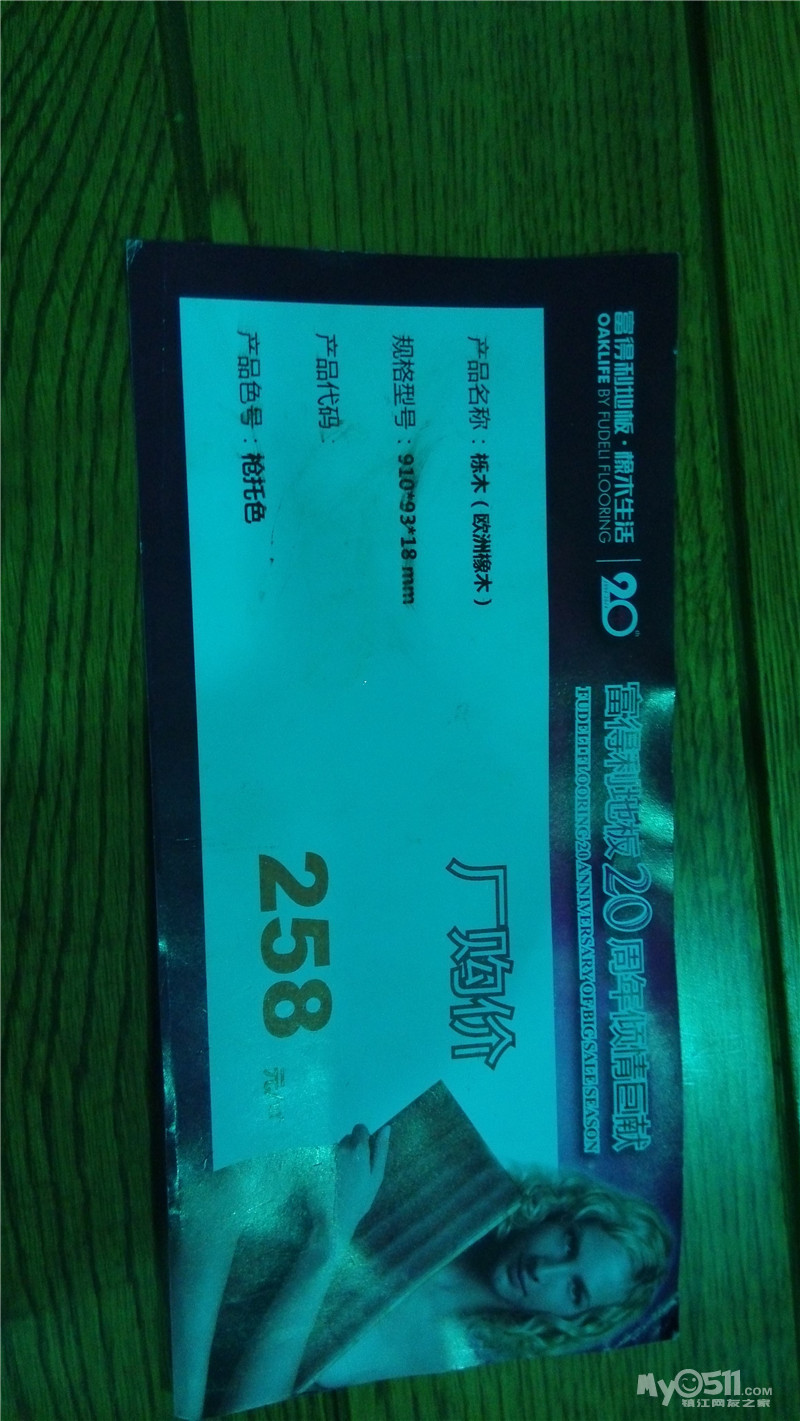 富得利地板·橡木生活
OAKLIFE BY FUDELI FLOORING
20th
富得利地板20周年倾情巨献
FUDELI FLOORING 20 ANNIVERSARY OF BIG SALE SEASON
产品名称：栎木（欧洲橡木）
规格型号：910*93*18 mm
产品代码：
产品色号：枪托色
厂购价
258
元
MY0511.COM
镇江网友之家